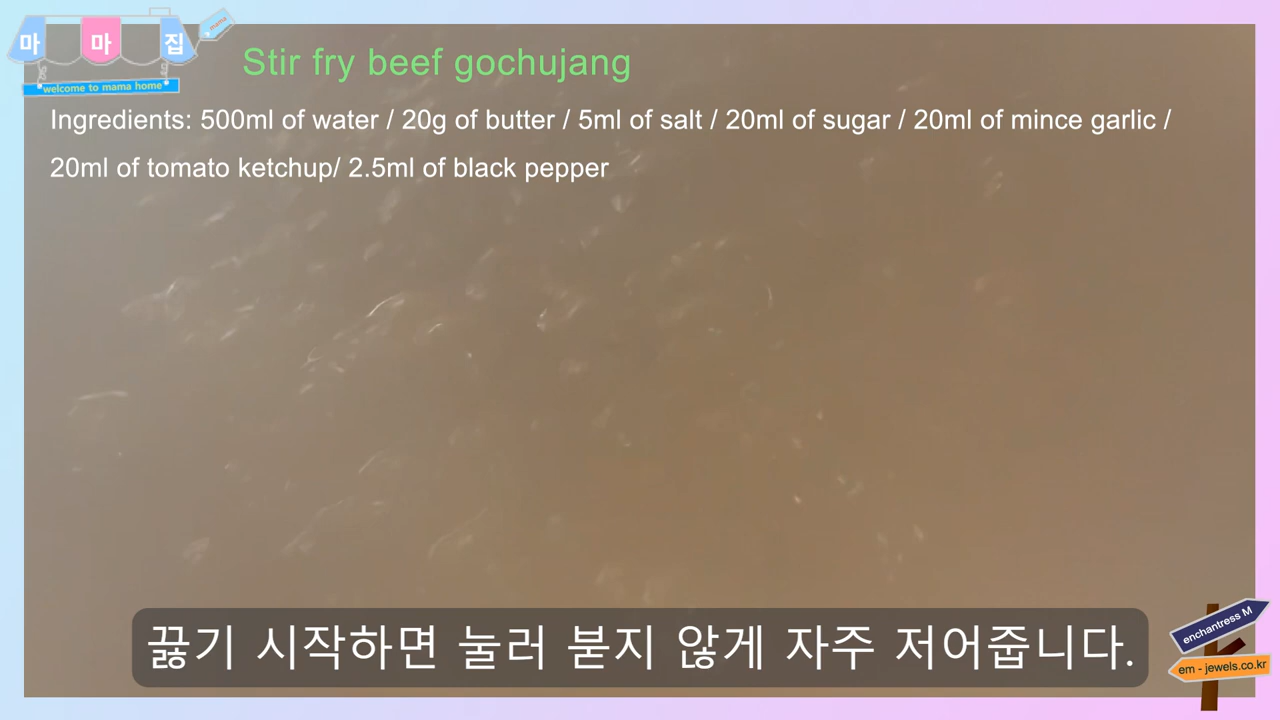 마 마 집
mama
welcome to mama home
Stir fry beef gochujang
Ingredients: 500ml of water / 20g of butter / 5ml of salt / 20ml of sugar / 20ml of mince garlic /
20ml of tomato ketchup/ 2.5ml of black pepper
끓기 시작하면 눌러 붇지 않게 자주 저어줍니다.
enchantress M
em - jewels.co.kr